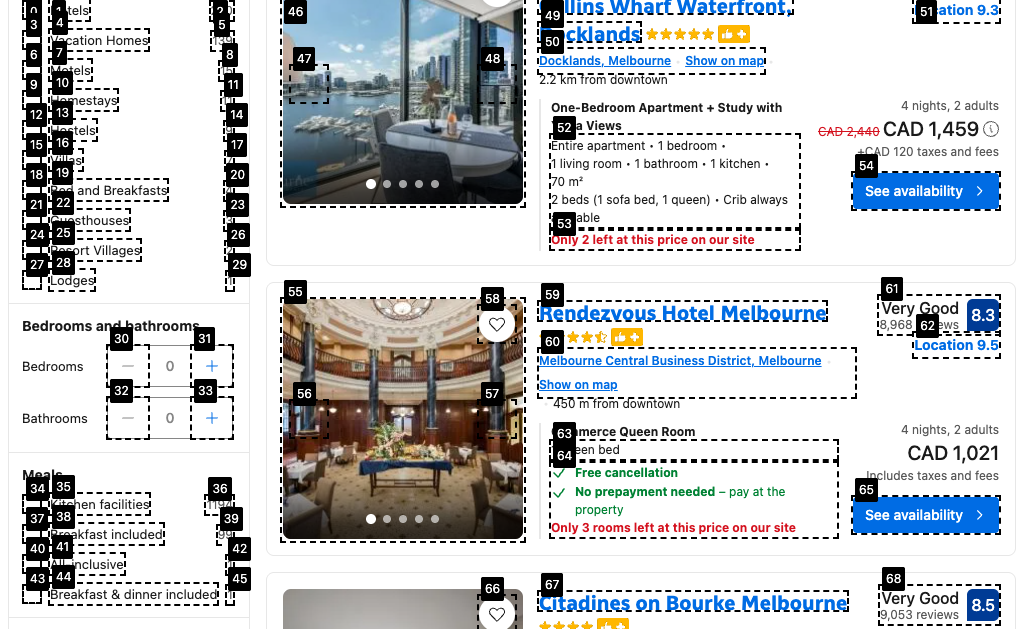 Vacation Homes
Motels
Homestays
Hostels
Villas
Bed and Breakfasts
Guesthouses
Resort Villages
Lodges
Bedrooms and bathrooms
Bedrooms 0
Bathrooms 0
Meals
Kitchen facilities
Breakfast included
All-inclusive
Breakfast & dinner included
0
1
2
3
4
5
6
7
8
9
10
11
12
13
14
15
16
17
18
19
20
21
22
23
24
25
26
27
28
29
30
31
32
33
34
35
36
37
38
39
40
41
42
43
44
45
46
47
48
49
Collins Wharf Waterfront,
50
Docklands
51
Location 9.3
Docklands, Melbourne Show on map
2.2 km from downtown
One-Bedroom Apartment + Study with
Views
52
Entire apartment • 1 bedroom •
1 living room • 1 bathroom • 1 kitchen •
70 m²
2 beds (1 sofa bed, 1 queen) • Crib always
available
53
Only 2 left at this price on our site
4 nights, 2 adults
CAD 2,440 CAD 1,459
+CAD 120 taxes and fees
54
See availability
55
56
57
58
59
Rendezvous Hotel Melbourne
60
Melbourne Central Business District, Melbourne
Show on map
450 m from downtown
61
Very Good 8.3
8,968 reviews
62
Location 9.5
63
Commerce Queen Room
64
queen bed
Free cancellation
No prepayment needed – pay at the
property
Only 3 rooms left at this price on our site
4 nights, 2 adults
CAD 1,021
Includes taxes and fees
65
See availability
66
67
Citadines on Bourke Melbourne
68
Very Good 8.5
9,053 reviews